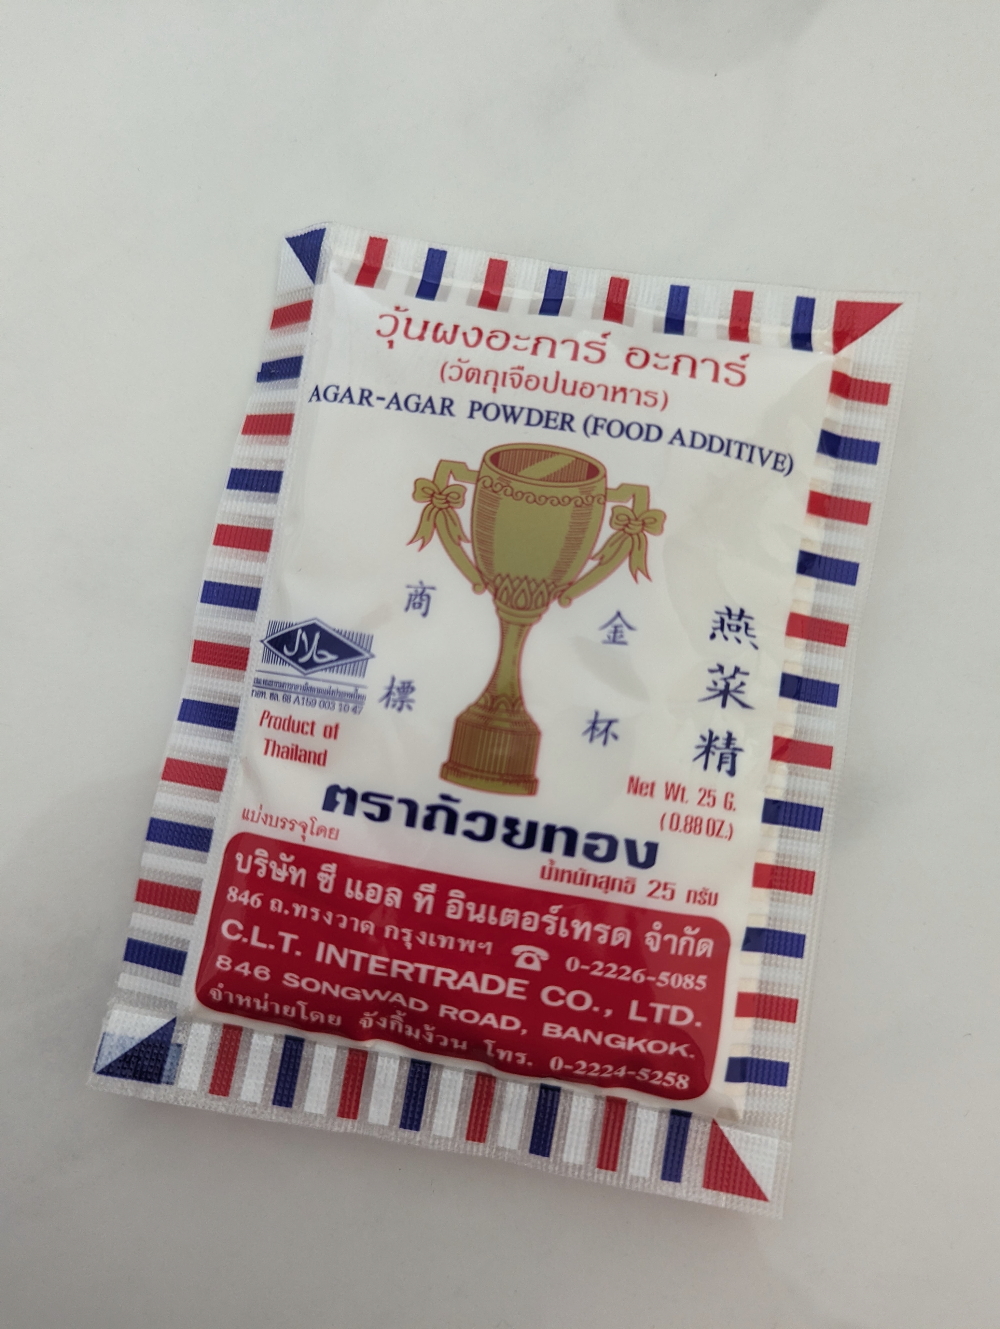 วุ้นผงอะการ์ อะการ์
(วัตถุเจือปนอาหาร)
AGAR-AGAR POWDER (FOOD ADDITIVE)
商標
金杯
燕菜精
حلال
Product of
Thailand
Net Wt. 25 G.
(0.88 OZ.)
ตราถ้วยทอง
แบ่งบรรจุโดย
น้ำหนักสุทธิ 25 กรัม
บริษัท ซี แอล ที อินเตอร์เทรด จำกัด
846 ถ.ทรงวาด กรุงเทพฯ ☎ 0-2226-5085
C.L.T. INTERTRADE CO., LTD.
846 SONGWAD ROAD, BANGKOK.
จำหน่ายโดย จังกิ้มง้วน โทร. 0-2224-5258